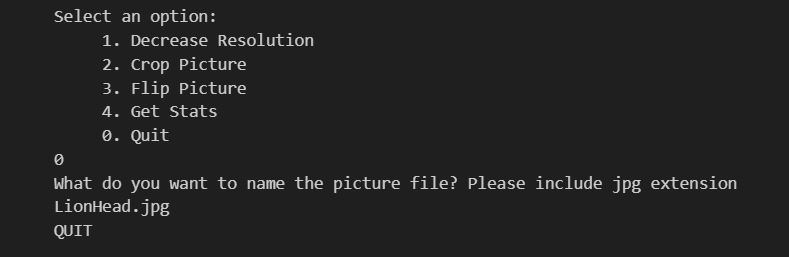 Select an option:
1. Decrease Resolution
2. Crop Picture
3. Flip Picture
4. Get Stats
0. Quit
0
What do you want to name the picture file? Please include jpg extension
LionHead.jpg
QUIT